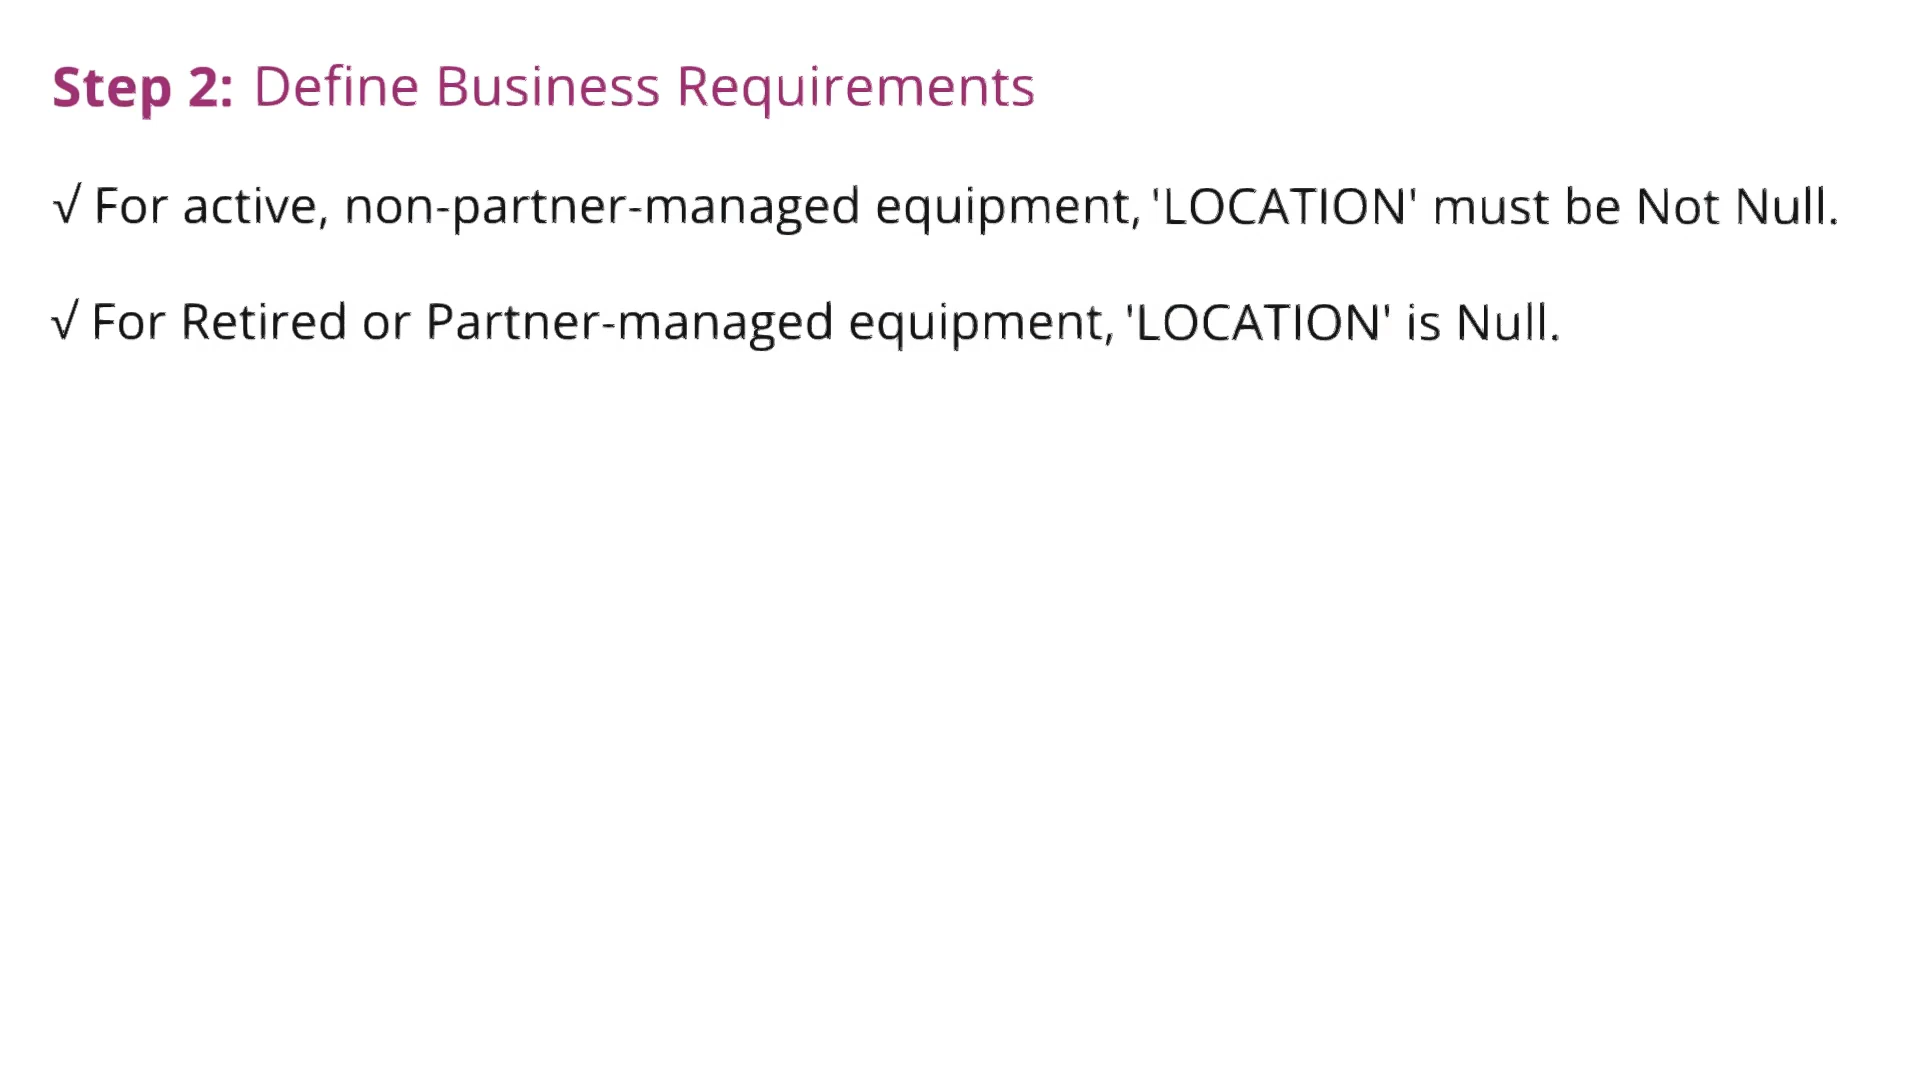 Step 2: Define Business Requirements
√ For active, non-partner-managed equipment, 'LOCATION' must be Not Null.
√ For Retired or Partner-managed equipment, 'LOCATION' is Null.